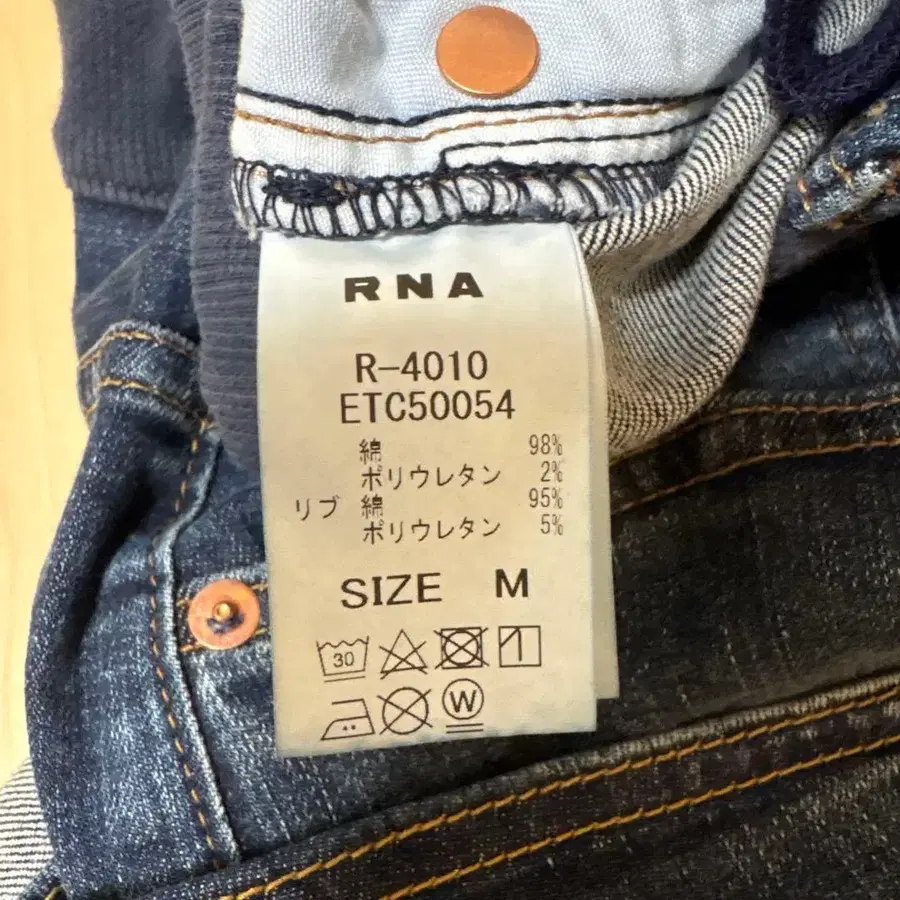 RNA
R-4010
ETC50054
綿 98%
ポリウレタン 2%
リブ 綿 95%
ポリウレタン 5%
SIZE M
30
W